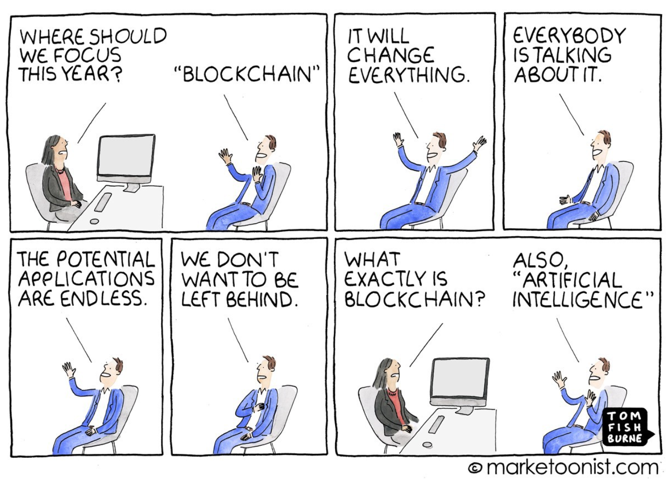 WHERE SHOULD
WE FOCUS
THIS YEAR?
"BLOCKCHAIN"
IT WILL
CHANGE
EVERYTHING.
EVERYBODY
IS TALKING
ABOUT IT.
THE POTENTIAL
APPLICATIONS
ARE ENDLESS.
WE DON'T
WANT TO BE
LEFT BEHIND.
WHAT
EXACTLY IS
BLOCKCHAIN?
ALSO,
"ARTIFICIAL
INTELLIGENCE"
TOM
FISH
BURNE
© marketoonist.com